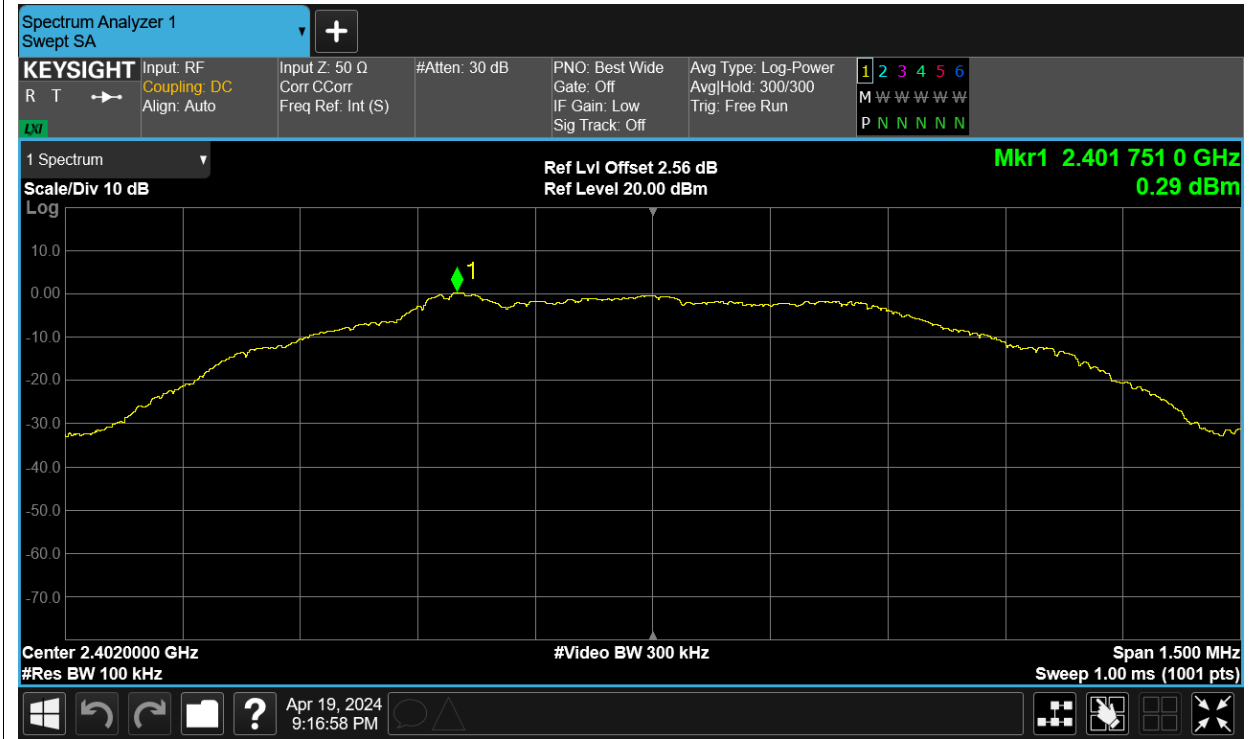 Spectrum Analyzer 1
Swept SA
KEYSIGHT
R T
LXI
Input: RF
Coupling: DC
Align: Auto
Input Z: 50 Ω
Corr CCorr
Freq Ref: Int (S)
#Atten: 30 dB
PNO: Best Wide
Gate: Off
IF Gain: Low
Sig Track: Off
Avg Type: Log-Power
Avg|Hold: 300/300
Trig: Free Run
1 2 3 4 5 6
M W W W W W
P N N N N N
1 Spectrum
Scale/Div 10 dB
Log
Ref Lvl Offset 2.56 dB
Ref Level 20.00 dBm
Mkr1 2.401 751 0 GHz
0.29 dBm
1
10.0
0.00
-10.0
-20.0
-30.0
-40.0
-50.0
-60.0
-70.0
Center 2.4020000 GHz
#Res BW 100 kHz
#Video BW 300 kHz
Span 1.500 MHz
Sweep 1.00 ms (1001 pts)
?
Apr 19, 2024
9:16:58 PM